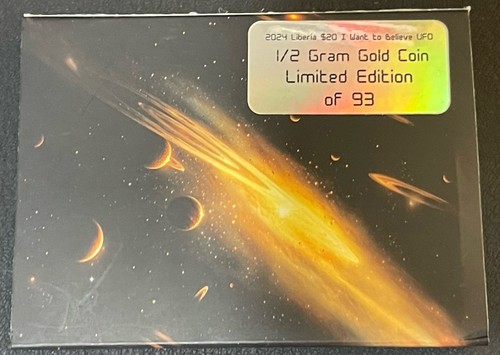 2024 Liberia $20 I Want to Believe UFO
1/2 Gram Gold Coin
Limited Edition
of 93